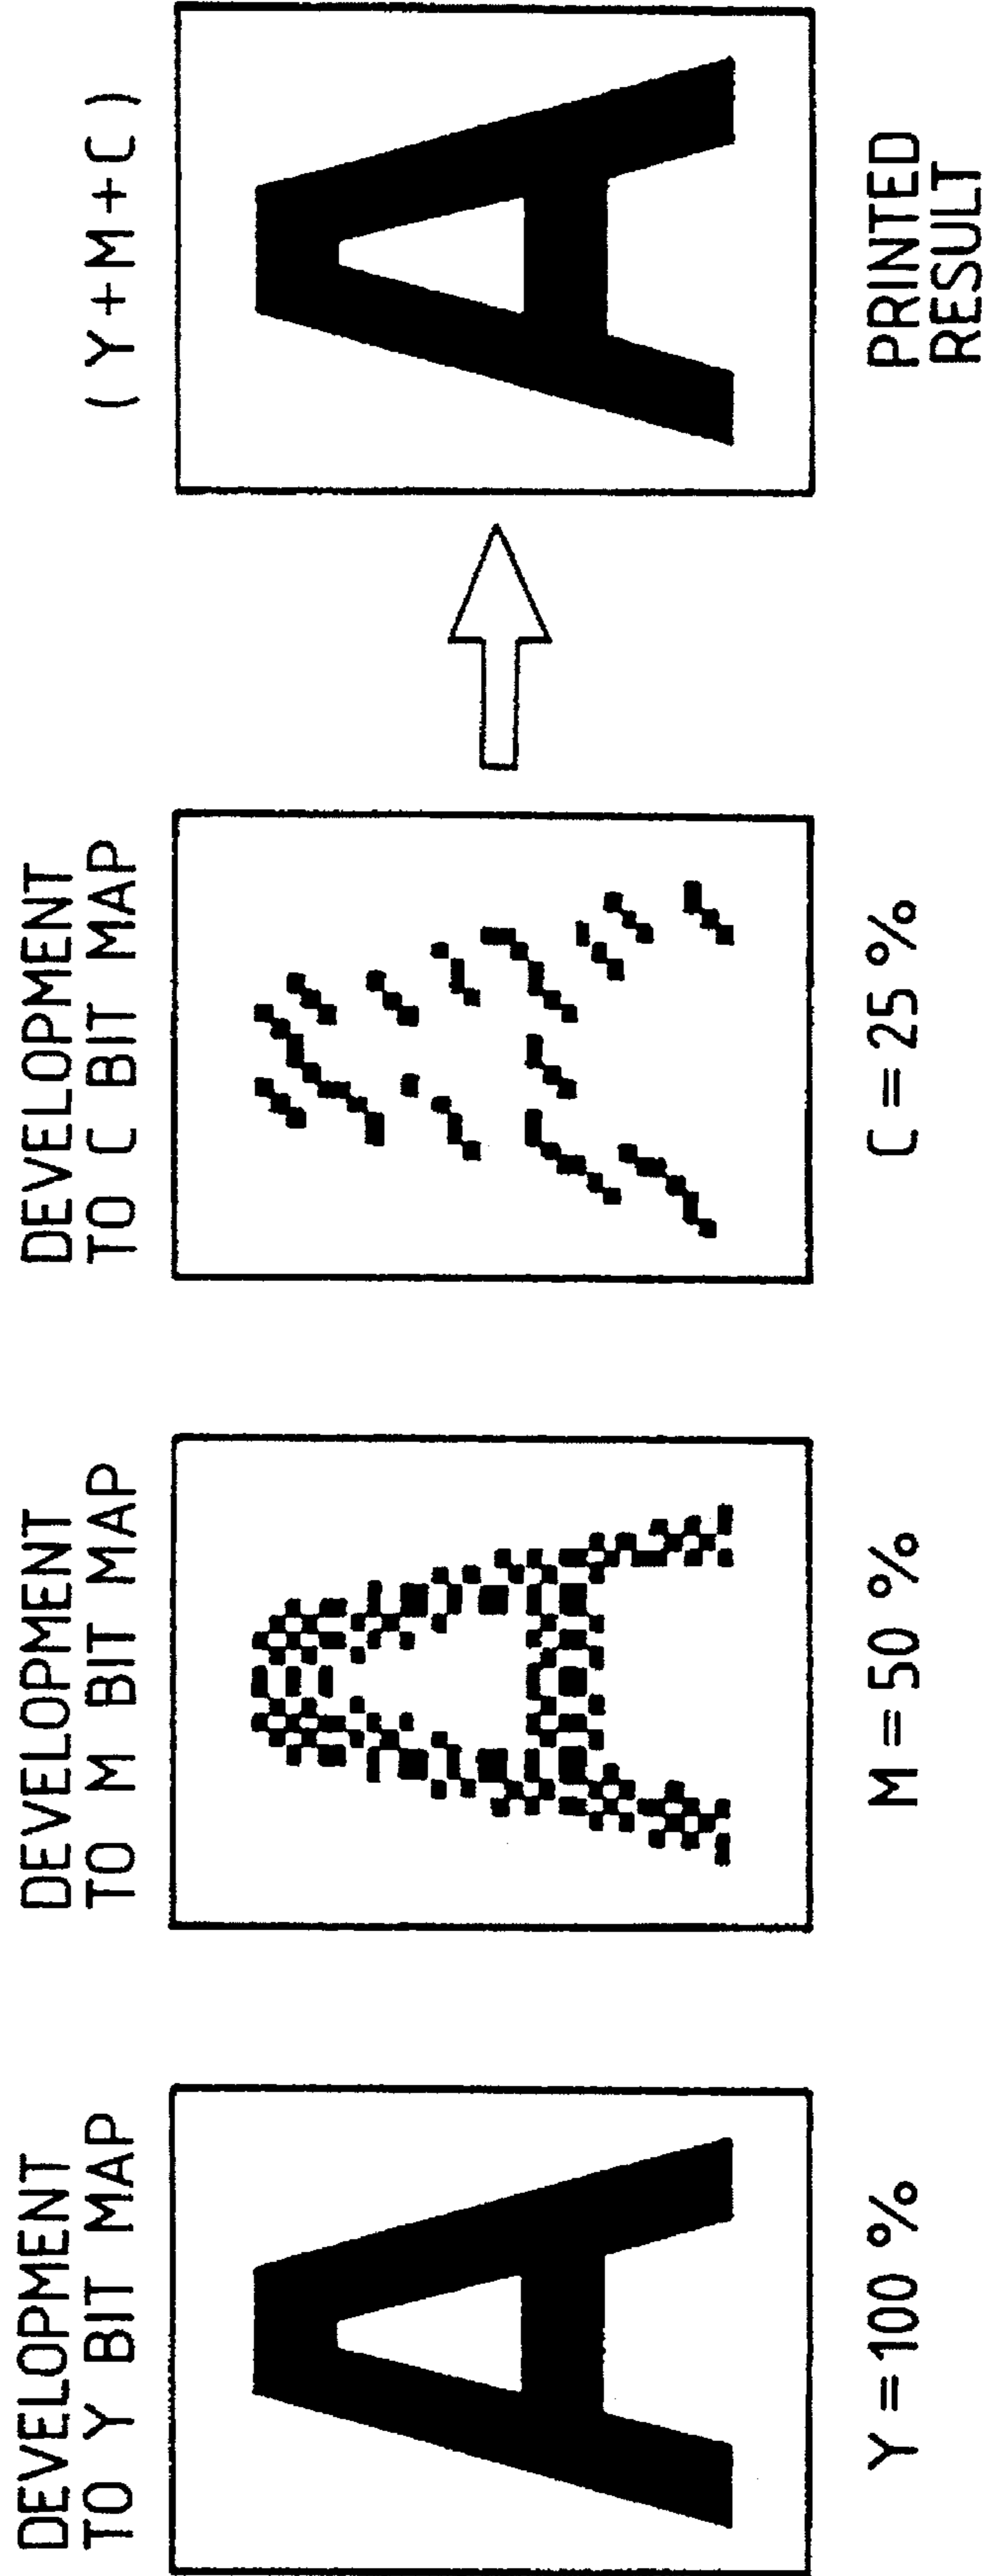 DEVELOPMENT
TO Y BIT MAP
A
Y = 100 %
DEVELOPMENT
TO M BIT MAP
A
M = 50 %
DEVELOPMENT
TO C BIT MAP
A
C = 25 %
( Y + M + C )
A
PRINTED
RESULT